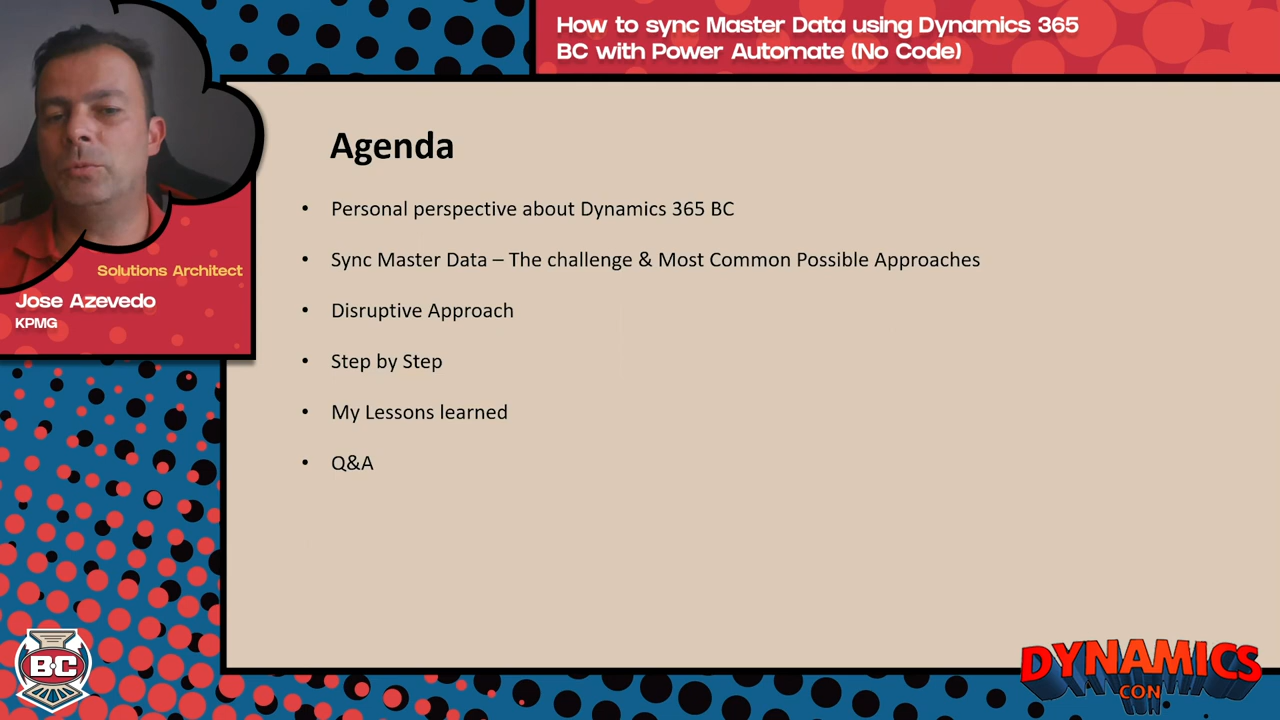 How to sync Master Data using Dynamics 365
BC with Power Automate (No Code)
Solutions Architect
Jose Azevedo
KPMG
Agenda
• Personal perspective about Dynamics 365 BC
• Sync Master Data – The challenge & Most Common Possible Approaches
• Disruptive Approach
• Step by Step
• My Lessons learned
• Q&A
BC
DYNAMICS
CON